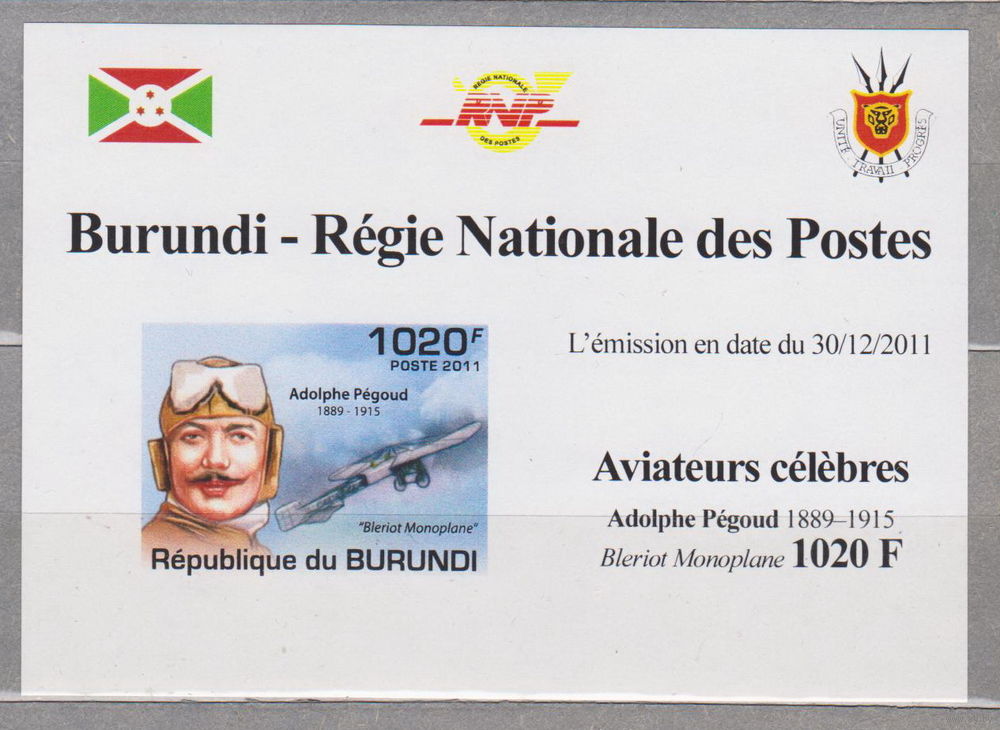 RÉGIE NATIONALE
RNP
DES POSTES
UNITÉ TRAVAIL PROGRÈS
Burundi - Régie Nationale des Postes
1020F
POSTE 2011
Adolphe Pégoud
1889 - 1915
"Bleriot Monoplane"
République du BURUNDI
L'émission en date du 30/12/2011
Aviateurs célèbres
Adolphe Pégoud 1889–1915
Bleriot Monoplane 1020 F